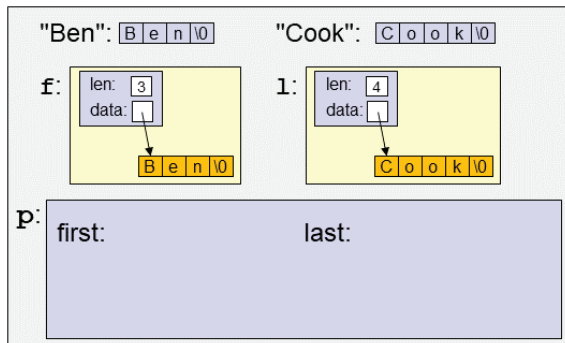 "Ben": B e n \0 "Cook": C o o k \0
f: len: 3 l: len: 4
data: data:
B e n \0 C o o k \0
p:
first: last: